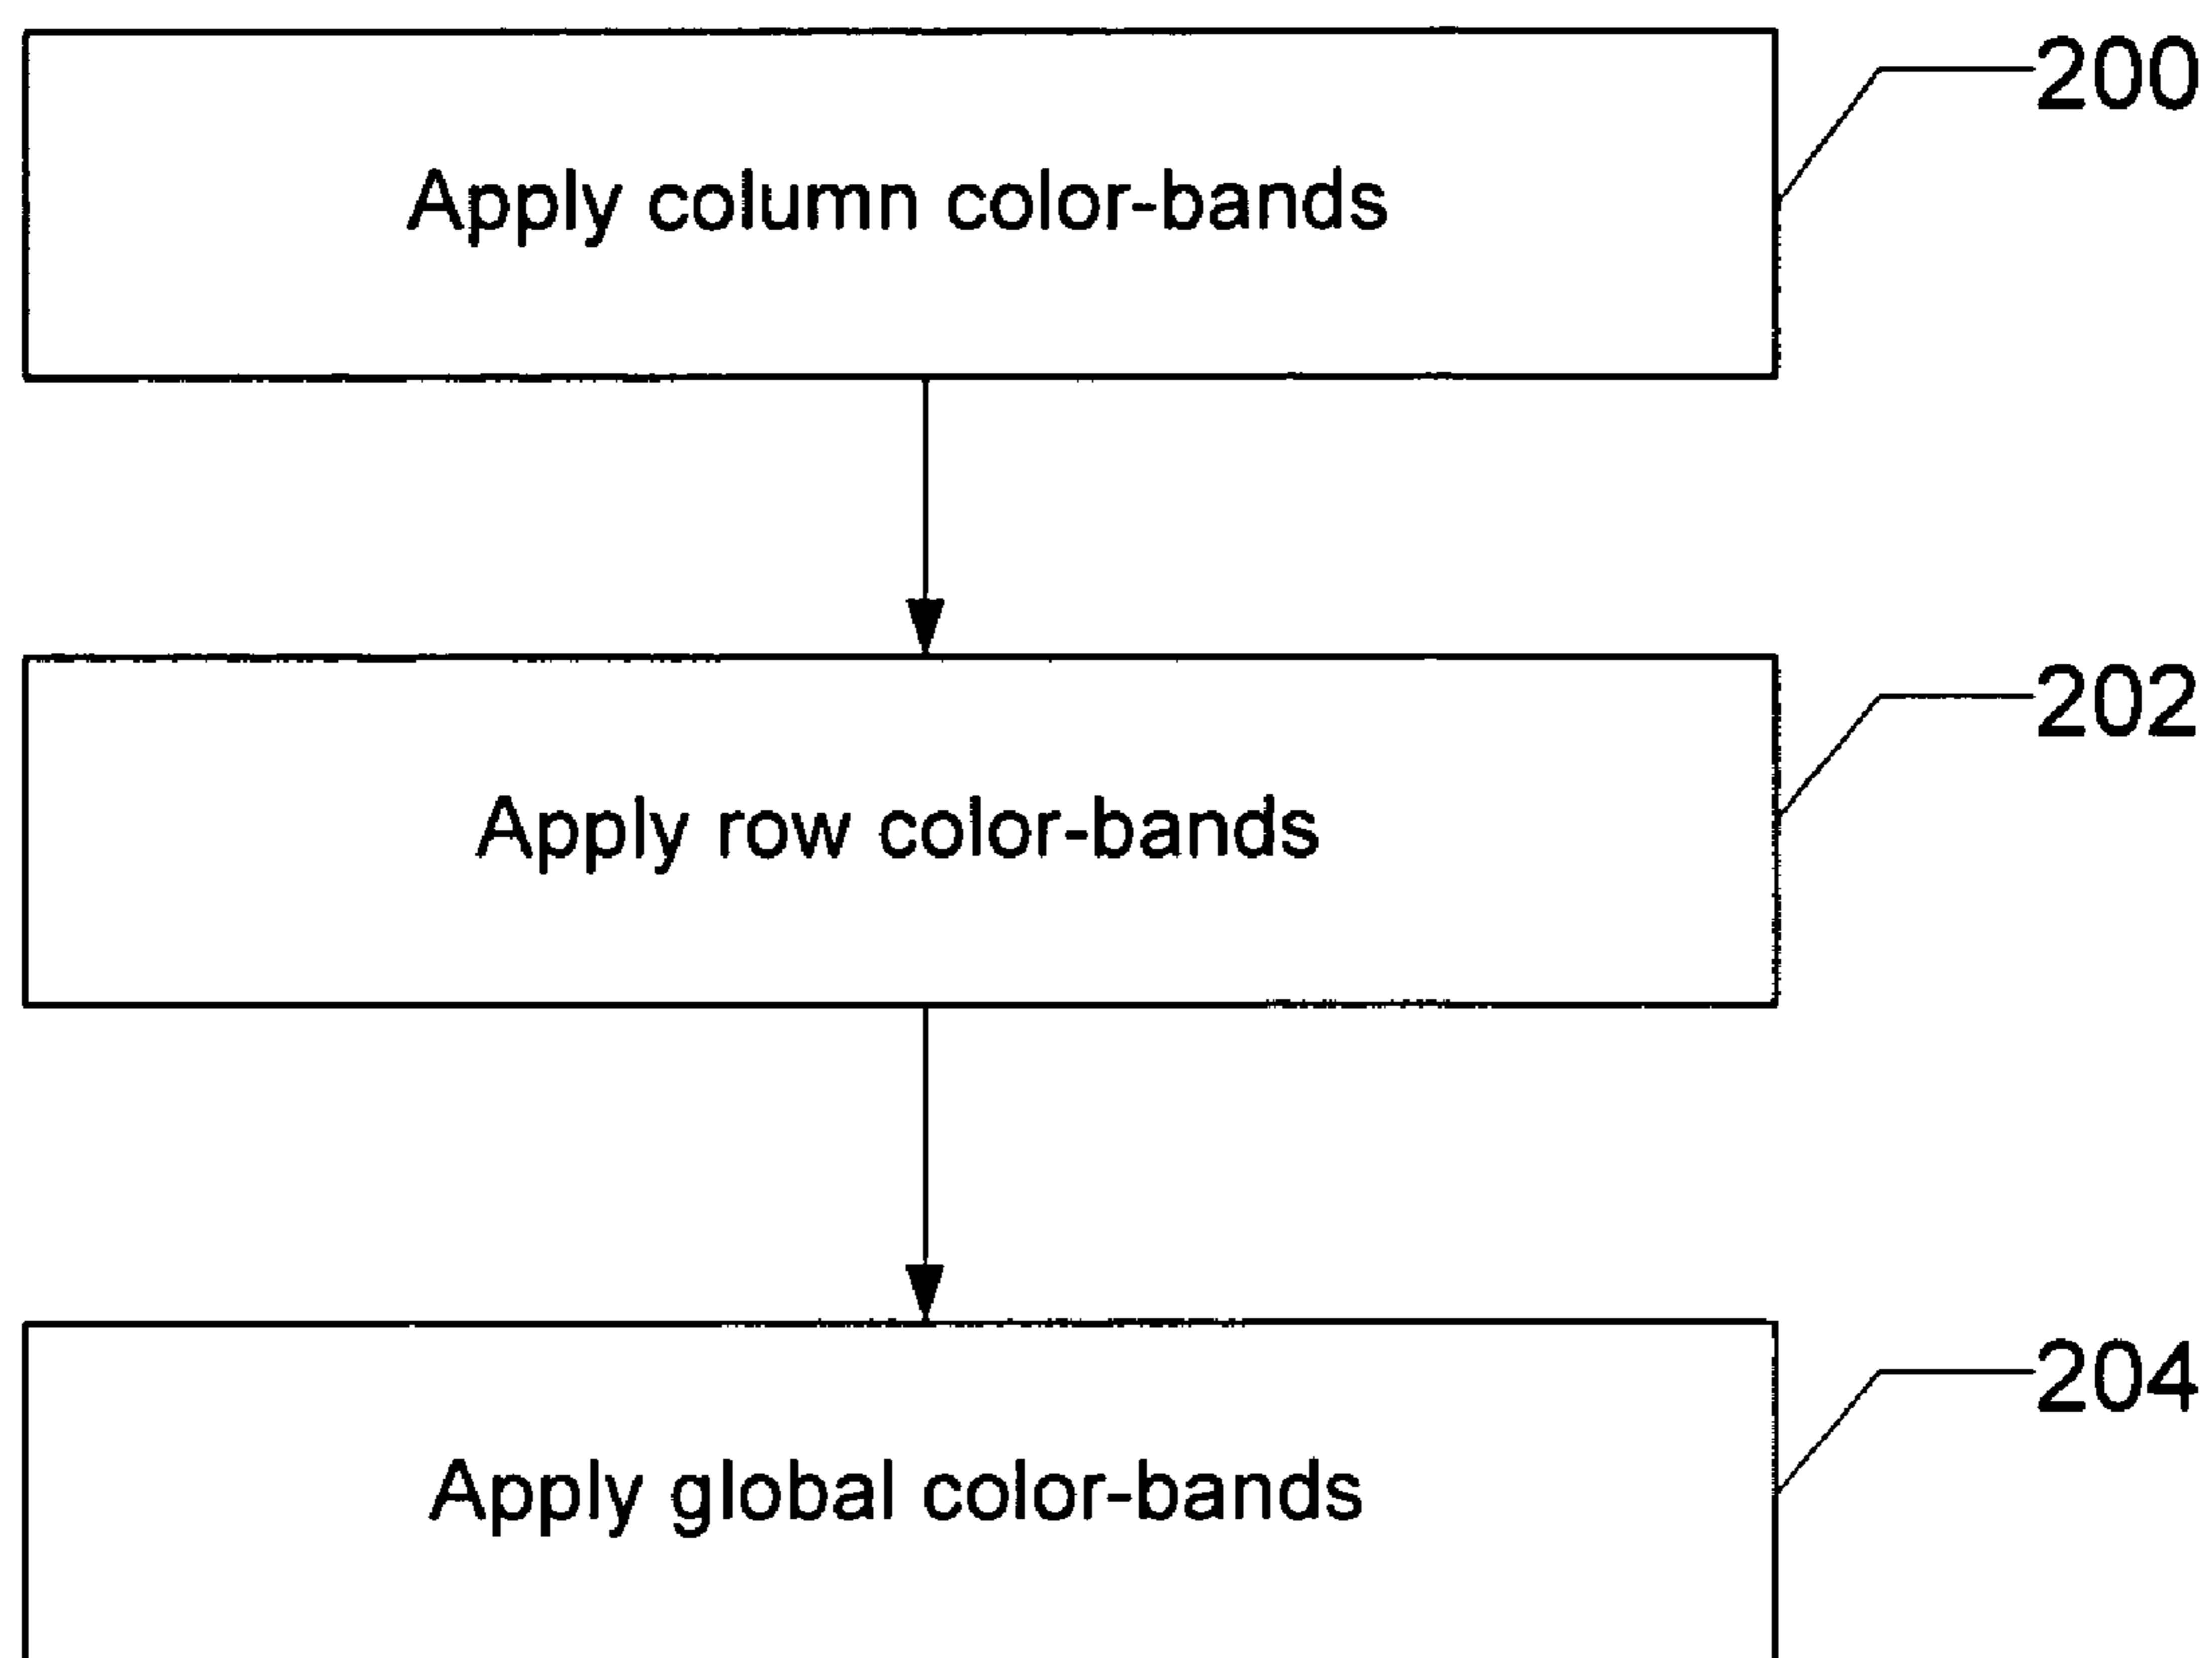 200
Apply column color-bands
202
Apply row color-bands
204
Apply global color-bands